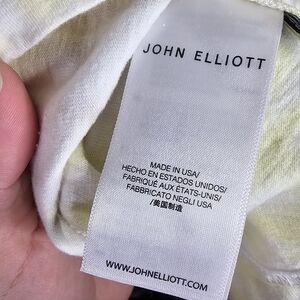 JOHN ELLIOTT
MADE IN USA/
HECHO EN ESTADOS UNIDOS/
FABRIQUÉ AUX ÉTATS-UNIS/
FABBRICATO NEGLI USA
/美国制造
WWW.JOHNELLIOTT.COM